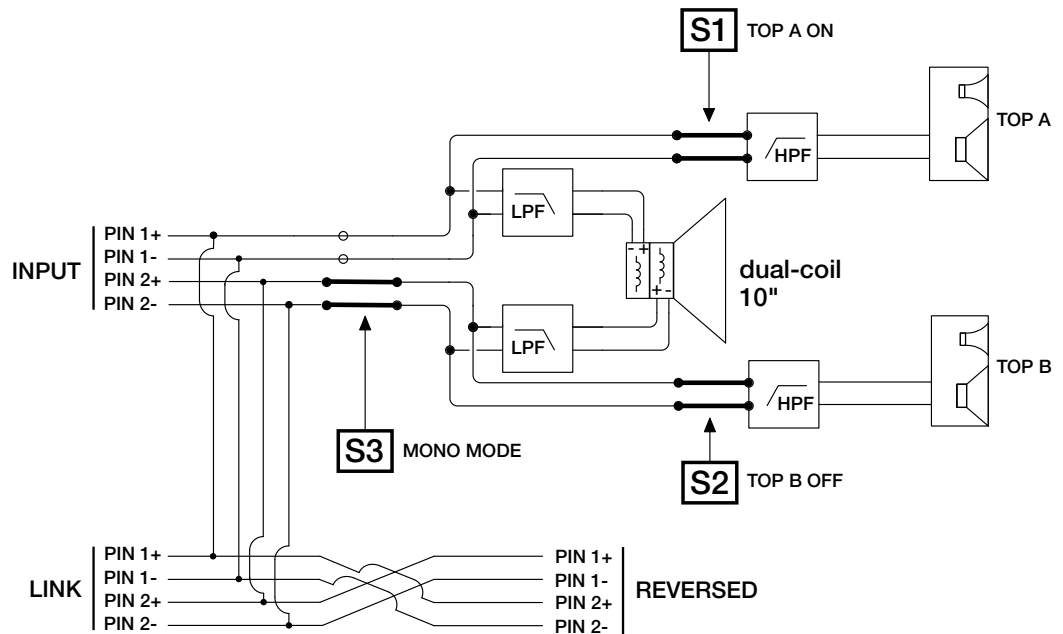 S1 TOP A ON
HPF
TOP A
LPF
INPUT
PIN 1+
PIN 1-
PIN 2+
PIN 2-
- +
+ -
dual-coil
10"
LPF
HPF
TOP B
S3 MONO MODE
S2 TOP B OFF
LINK
PIN 1+
PIN 1-
PIN 2+
PIN 2-
PIN 1+
PIN 1-
PIN 2+
PIN 2-
REVERSED